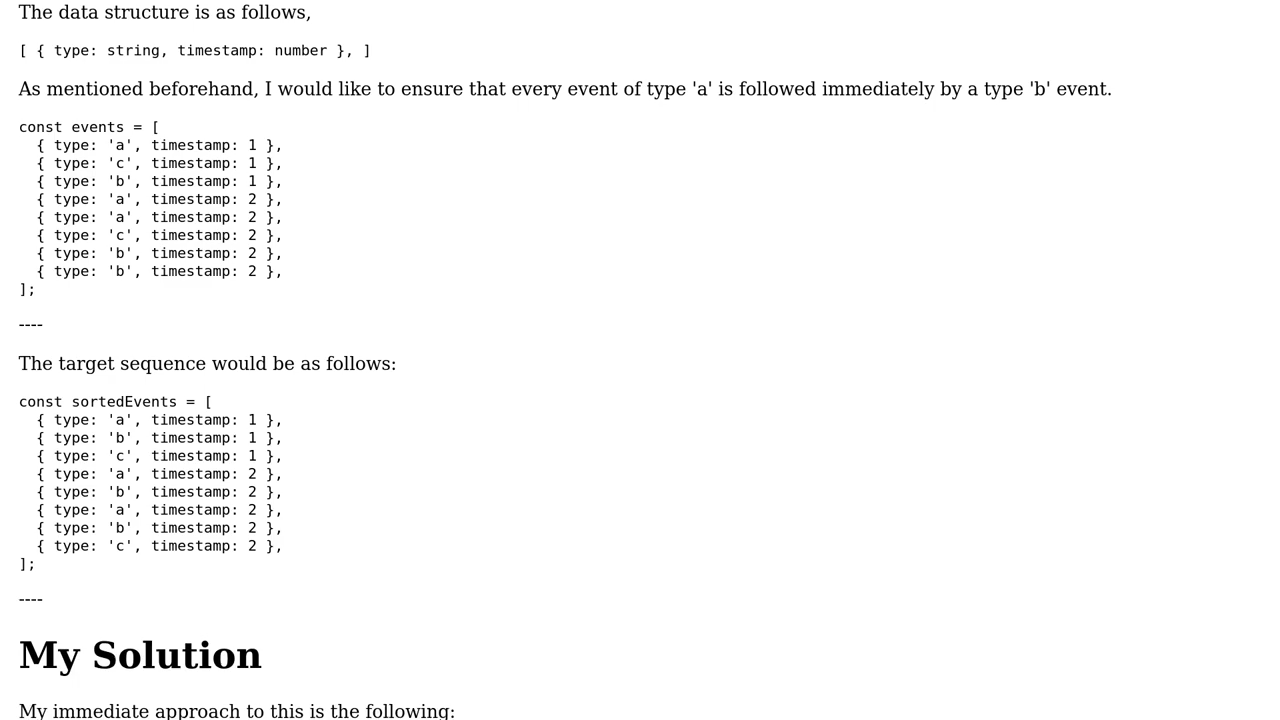 The data structure is as follows,
[ { type: string, timestamp: number }, ]
As mentioned beforehand, I would like to ensure that every event of type 'a' is followed immediately by a type 'b' event.
const events = [
  { type: 'a', timestamp: 1 },
  { type: 'c', timestamp: 1 },
  { type: 'b', timestamp: 1 },
  { type: 'a', timestamp: 2 },
  { type: 'a', timestamp: 2 },
  { type: 'c', timestamp: 2 },
  { type: 'b', timestamp: 2 },
  { type: 'b', timestamp: 2 },
];
----
The target sequence would be as follows:
const sortedEvents = [
  { type: 'a', timestamp: 1 },
  { type: 'b', timestamp: 1 },
  { type: 'c', timestamp: 1 },
  { type: 'a', timestamp: 2 },
  { type: 'b', timestamp: 2 },
  { type: 'a', timestamp: 2 },
  { type: 'b', timestamp: 2 },
  { type: 'c', timestamp: 2 },
];
----
My Solution
My immediate approach to this is the following: